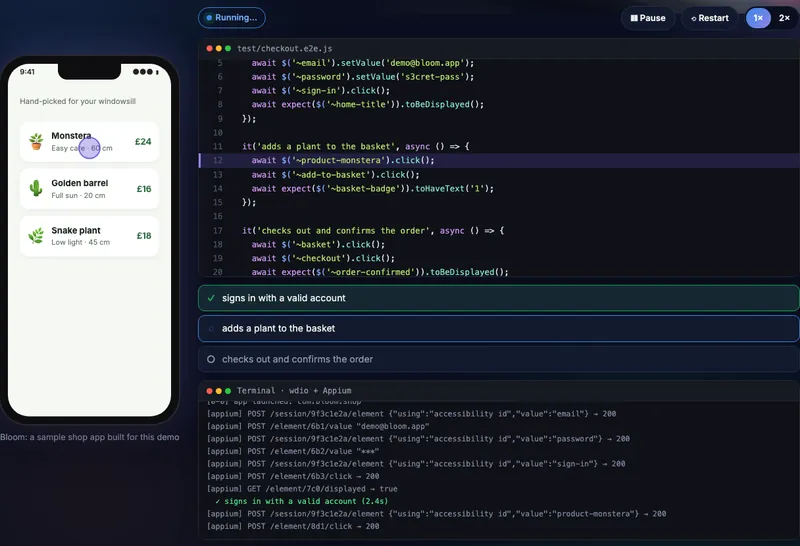 Running...
Pause
Restart
1×
2×
9:41
Hand-picked for your windowsill
Monstera
Easy care · 60 cm
£24
Golden barrel
Full sun · 20 cm
£16
Snake plant
Low light · 45 cm
£18
Bloom: a sample shop app built for this demo
test/checkout.e2e.js
5 await $('~email').setValue('demo@bloom.app');
6 await $('~password').setValue('s3cret-pass');
7 await $('~sign-in').click();
8 await expect($('~home-title')).toBeDisplayed();
9 });
10
11 it('adds a plant to the basket', async () => {
12 await $('~product-monstera').click();
13 await $('~add-to-basket').click();
14 await expect($('~basket-badge')).toHaveText('1');
15 });
16
17 it('checks out and confirms the order', async () => {
18 await $('~basket').click();
19 await $('~checkout').click();
20 await expect($('~order-confirmed')).toBeDisplayed();
✓ signs in with a valid account
adds a plant to the basket
checks out and confirms the order
Terminal · wdio + Appium
[0-0] app launched: com.bloom.shop
[appium] POST /session/9f3c1e2a/element {"using":"accessibility id","value":"email"} → 200
[appium] POST /element/6b1/value "demo@bloom.app"
[appium] POST /session/9f3c1e2a/element {"using":"accessibility id","value":"password"} → 200
[appium] POST /element/6b2/value "***"
[appium] POST /session/9f3c1e2a/element {"using":"accessibility id","value":"sign-in"} → 200
[appium] POST /element/6b3/click → 200
[appium] GET /element/7c0/displayed → true
✓ signs in with a valid account (2.4s)
[appium] POST /session/9f3c1e2a/element {"using":"accessibility id","value":"product-monstera"} → 200
[appium] POST /element/8d1/click → 200